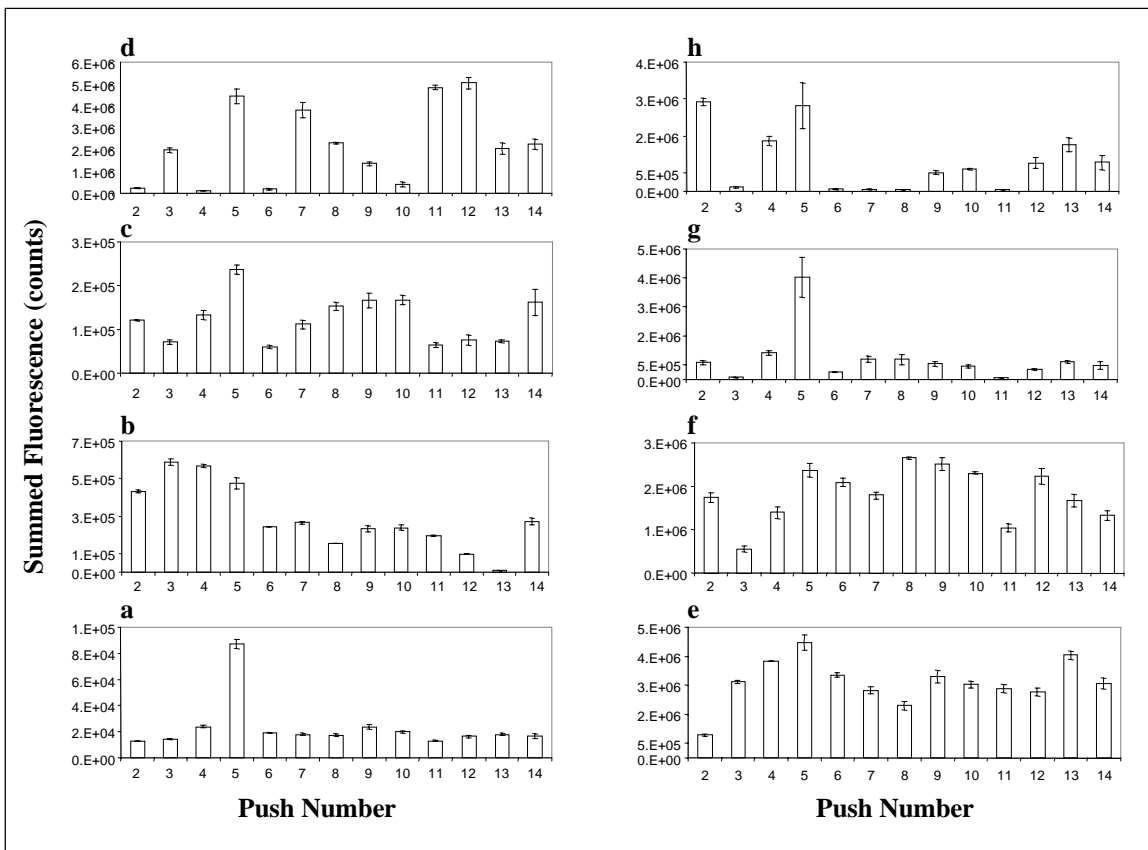 d
6.E+06
5.E+06
4.E+06
3.E+06
2.E+06
1.E+06
0.E+00
2 3 4 5 6 7 8 9 10 11 12 13 14
c
3.E+05
2.E+05
1.E+05
0.E+00
2 3 4 5 6 7 8 9 10 11 12 13 14
b
7.E+05
5.E+05
3.E+05
1.E+05
0.E+00
2 3 4 5 6 7 8 9 10 11 12 13 14
a
1.E+05
8.E+04
6.E+04
4.E+04
2.E+04
0.E+00
2 3 4 5 6 7 8 9 10 11 12 13 14
Push Number
Summed Fluorescence (counts)
h
4.E+06
3.E+06
2.E+06
5.E+05
0.E+00
2 3 4 5 6 7 8 9 10 11 12 13 14
g
5.E+06
4.E+06
3.E+06
2.E+06
5.E+05
0.E+00
2 3 4 5 6 7 8 9 10 11 12 13 14
f
3.E+06
2.E+06
1.E+06
0.E+00
2 3 4 5 6 7 8 9 10 11 12 13 14
e
5.E+06
4.E+06
3.E+06
2.E+06
5.E+05
0.E+00
2 3 4 5 6 7 8 9 10 11 12 13 14
Push Number